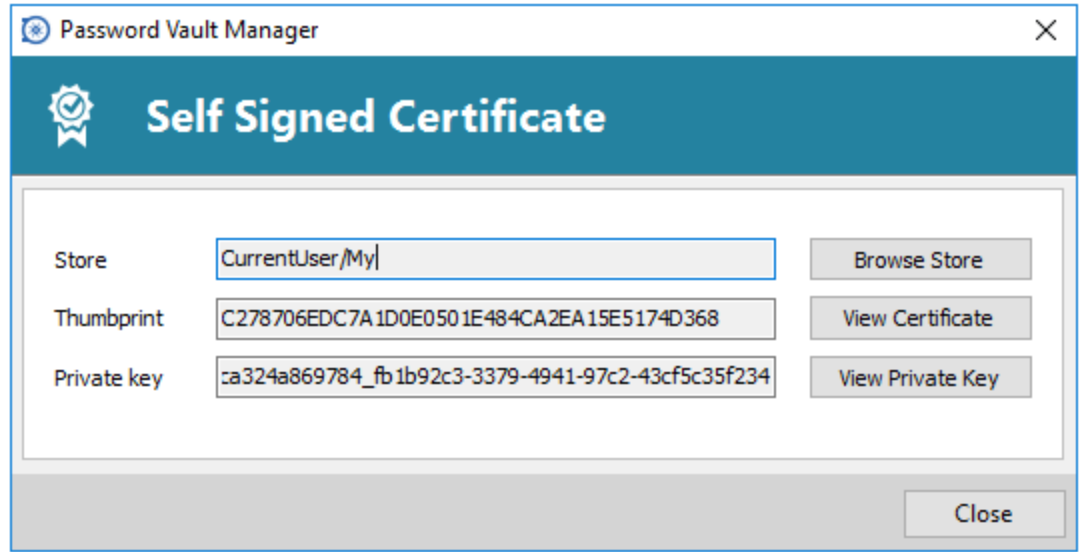 Password Vault Manager
Self Signed Certificate
Store CurrentUser/My Browse Store
Thumbprint C278706EDC7A1D0E0501E484CA2EA15E5174D368 View Certificate
Private key ca324a869784_fb1b92c3-3379-4941-97c2-43cf5c35f234 View Private Key
Close